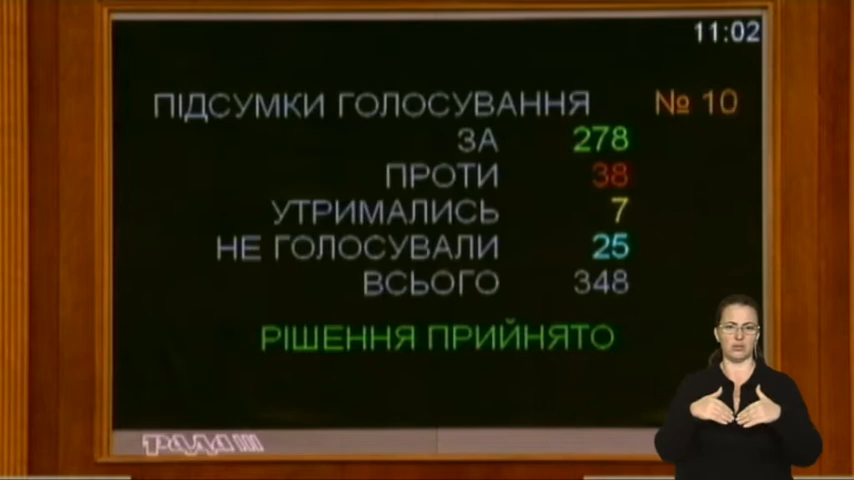 11:02
ПІДСУМКИ ГОЛОСУВАННЯ № 10
ЗА 278
ПРОТИ 38
УТРИМАЛИСЬ 7
НЕ ГОЛОСУВАЛИ 25
ВСЬОГО 348
РІШЕННЯ ПРИЙНЯТО
РАДА III